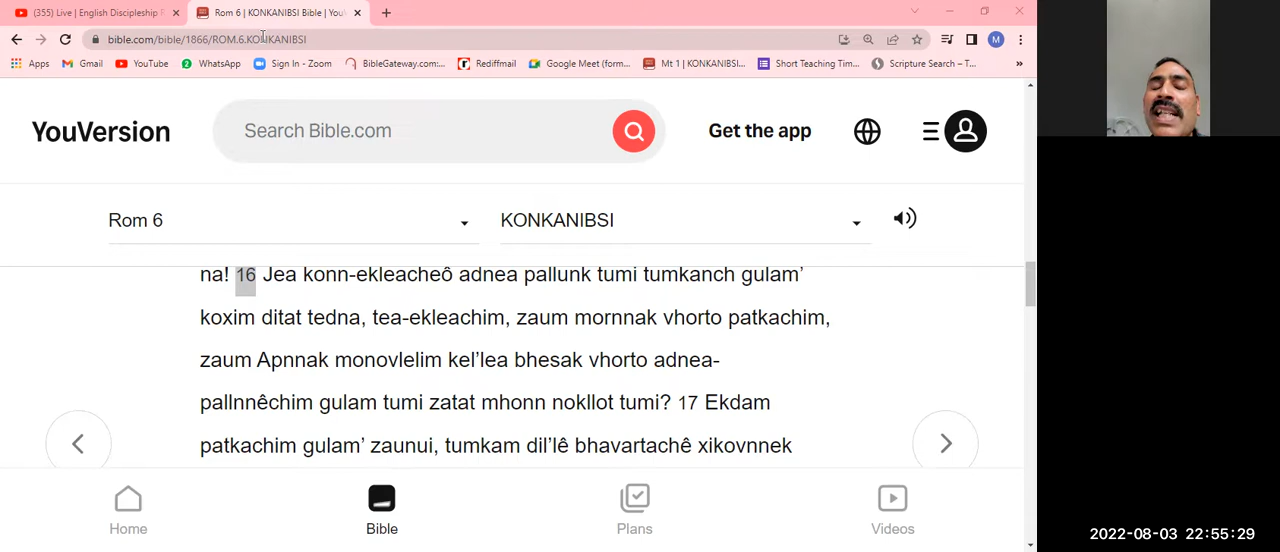 (355) Live | English Discipleship
Rom 6 | KONKANIBSI Bible | You
bible.com/bible/1866/ROM.6.KONKANIBSI
M
Apps Gmail YouTube 2 WhatsApp Sign In - Zoom BibleGateway.com:... Rediffmail Google Meet (form... Mt 1 | KONKANIBSI... Short Teaching Tim... Scripture Search – T... »
YouVersion Search Bible.com Get the app
Rom 6 KONKANIBSI
na! 16 Jea konn-ekleacheô adnea pallunk tumi tumkanch gulam’
koxim ditat tedna, tea-ekleachim, zaum mornnak vhorto patkachim,
zaum Apnnak monovlelim kel’lea bhesak vhorto adnea-
pallnnêchim gulam tumi zatat mhonn nokllot tumi? 17 Ekdam
patkachim gulam’ zaunui, tumkam dil’lê bhavartachê xikovnnek
Home Bible Plans Videos
2022-08-03 22:55:29